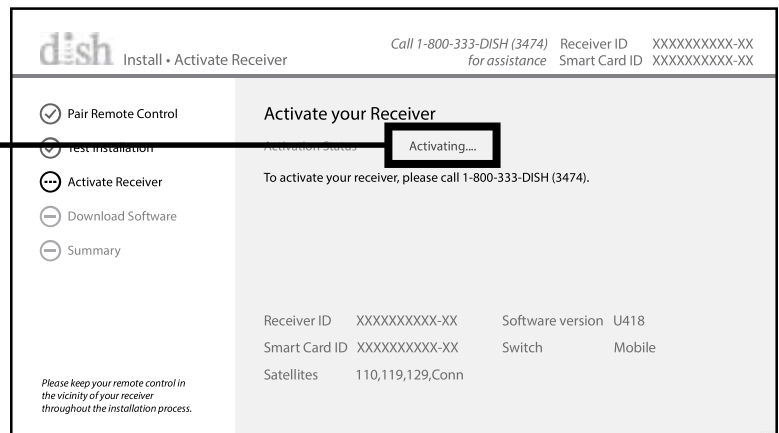 dish Install • Activate Receiver
Call 1-800-333-DISH (3474) Receiver ID XXXXXXXXXX-XX
for assistance Smart Card ID XXXXXXXXXX-XX
Pair Remote Control
Test Installation
Activate Receiver
Download Software
Summary
Please keep your remote control in
the vicinity of your receiver
throughout the installation process.
Activate your Receiver
Activation Status Activating....
To activate your receiver, please call 1-800-333-DISH (3474).
Receiver ID XXXXXXXXXX-XX Software version U418
Smart Card ID XXXXXXXXXX-XX Switch Mobile
Satellites 110,119,129,Conn